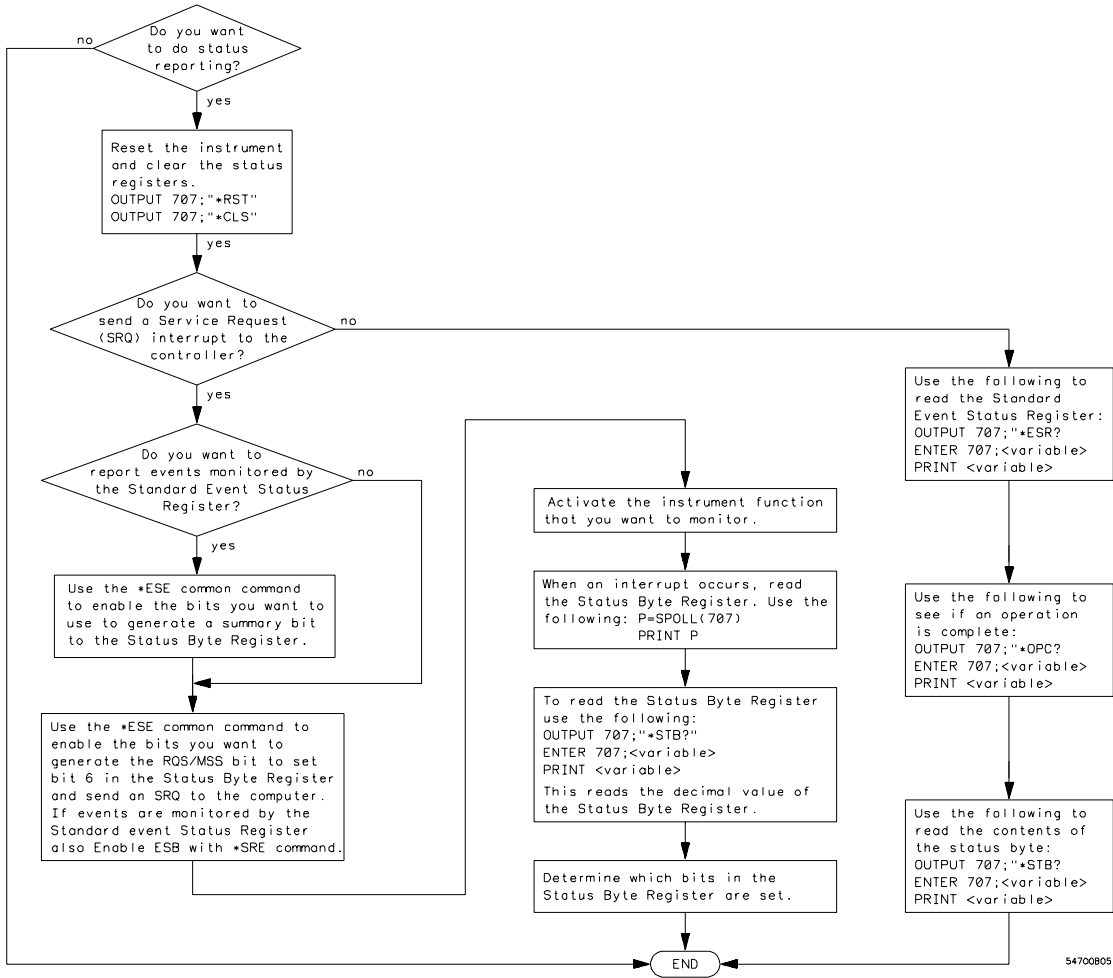 Do you want
to do status
reporting?
no
yes
Reset the instrument
and clear the status
registers.
OUTPUT 707;"*RST"
OUTPUT 707;"*CLS"
yes
Do you want to
send a Service Request
(SRQ) interrupt to the
controller?
no
yes
Do you want to
report events monitored by
the Standard Event Status
Register?
no
yes
Use the *ESE common command
to enable the bits you want to
use to generate a summary bit
to the Status Byte Register.
Use the *ESE common command to
enable the bits you want to
generate the RQS/MSS bit to set
bit 6 in the Status Byte Register
and send an SRQ to the computer.
If events are monitored by the
Standard event Status Register
also Enable ESB with *SRE command.
Activate the instrument function
that you want to monitor.
When an interrupt occurs, read
the Status Byte Register. Use the
following: P=SPOLL(707)
PRINT P
To read the Status Byte Register
use the following:
OUTPUT 707;"*STB?"
ENTER 707;<variable>
PRINT <variable>
This reads the decimal value of
the Status Byte Register.
Determine which bits in the
Status Byte Register are set.
Use the following to
read the Standard
Event Status Register:
OUTPUT 707;"*ESR?
ENTER 707;<variable>
PRINT <variable>
Use the following to
see if an operation
is complete:
OUTPUT 707;"*OPC?
ENTER 707;<variable>
PRINT <variable>
Use the following to
read the contents of
the status byte:
OUTPUT 707;"*STB?
ENTER 707;<variable>
PRINT <variable>
END
54700B05